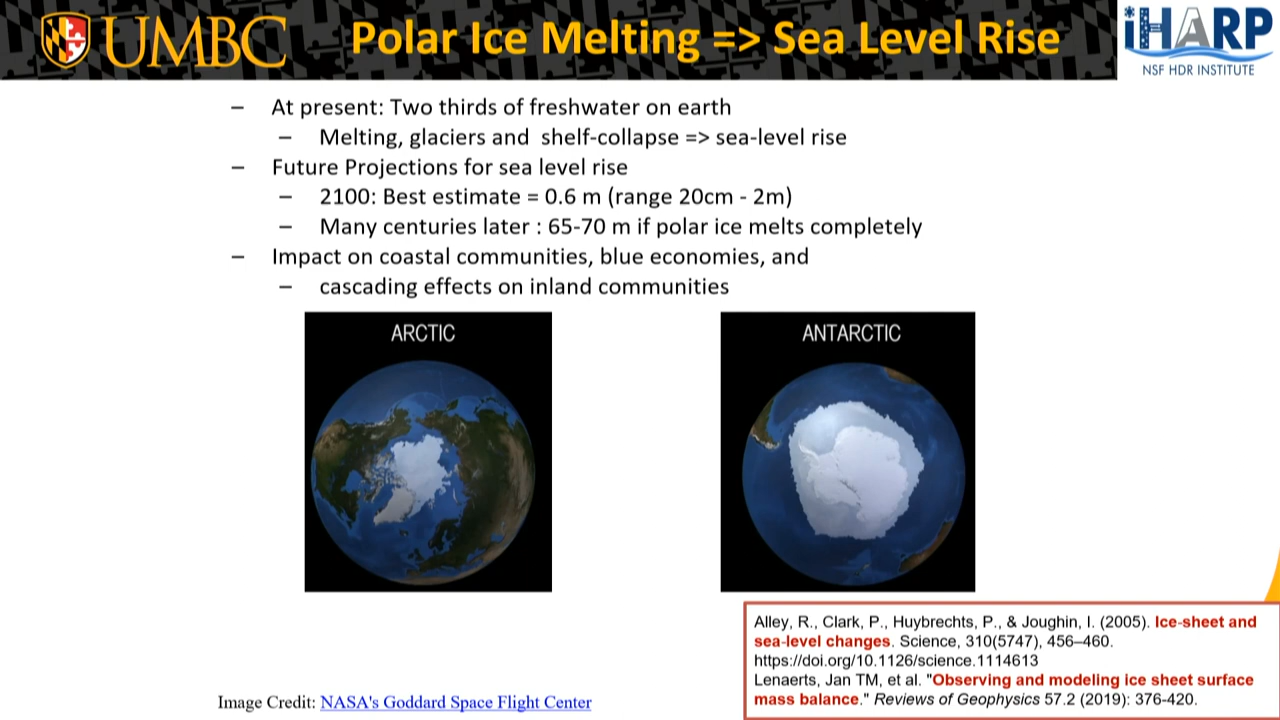 UMBC
Polar Ice Melting => Sea Level Rise
iHARP
NSF HDR INSTITUTE
– At present: Two thirds of freshwater on earth
– Melting, glaciers and shelf-collapse => sea-level rise
– Future Projections for sea level rise
– 2100: Best estimate = 0.6 m (range 20cm - 2m)
– Many centuries later : 65-70 m if polar ice melts completely
– Impact on coastal communities, blue economies, and
– cascading effects on inland communities
ARCTIC
ANTARCTIC
Alley, R., Clark, P., Huybrechts, P., & Joughin, I. (2005). Ice-sheet and
sea-level changes. Science, 310(5747), 456–460.
https://doi.org/10.1126/science.1114613
Lenaerts, Jan TM, et al. "Observing and modeling ice sheet surface
mass balance." Reviews of Geophysics 57.2 (2019): 376-420.
Image Credit: NASA's Goddard Space Flight Center